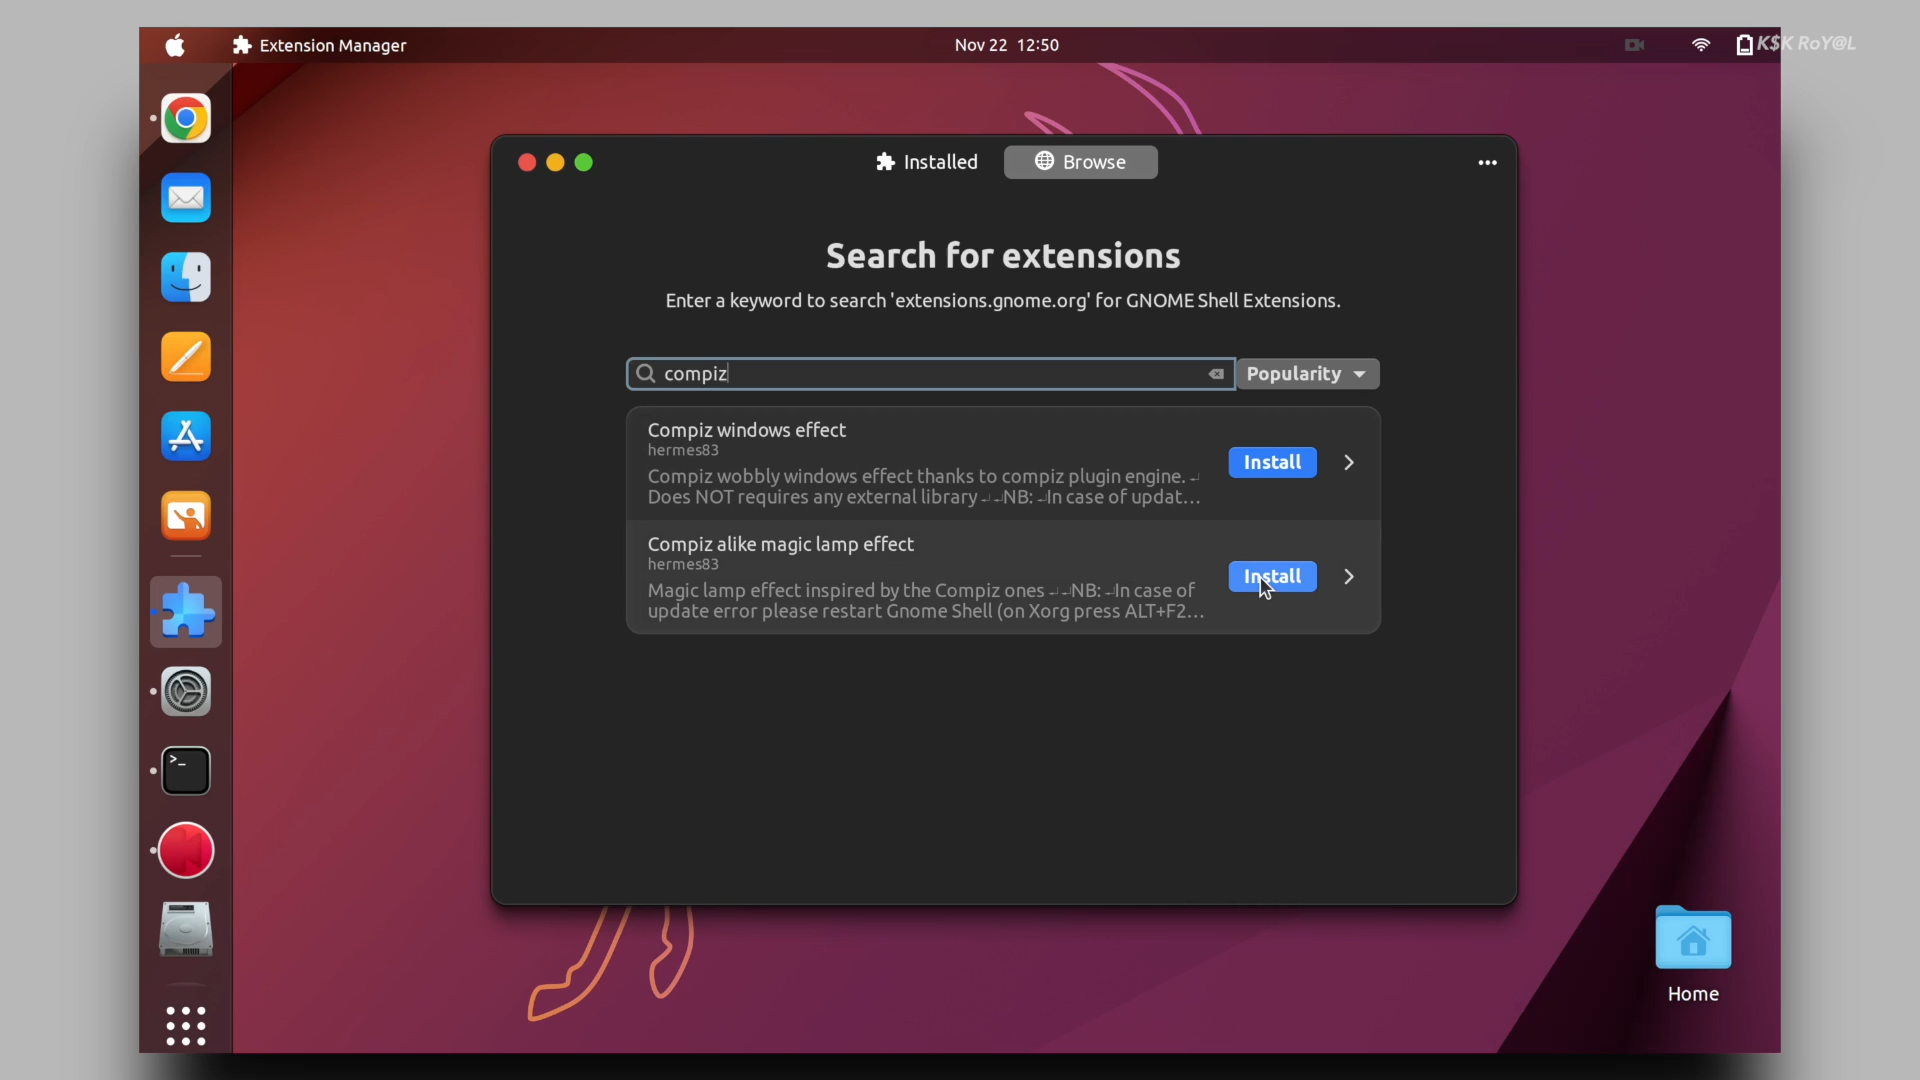 Extension Manager
Nov 22 12:50
K$K RoY@L
Installed
Browse
Search for extensions
Enter a keyword to search 'extensions.gnome.org' for GNOME Shell Extensions.
compiz
Popularity
Compiz windows effect
hermes83
Compiz wobbly windows effect thanks to compiz plugin engine. ↵
Does NOT requires any external library ↵ ↵NB: ↵In case of updat...
Install
Compiz alike magic lamp effect
hermes83
Magic lamp effect inspired by the Compiz ones ↵ ↵NB: ↵In case of
update error please restart Gnome Shell (on Xorg press ALT+F2...
Install
>_
Home